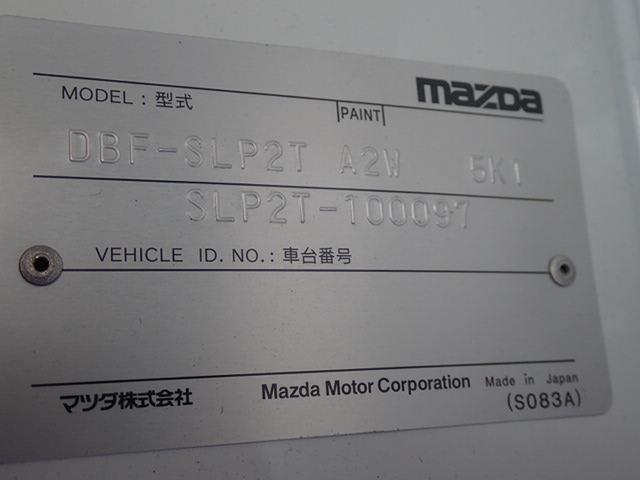 mazda
MODEL : 型式
PAINT
DBF-SLP2T A2W 5K1
SLP2T-100097
VEHICLE ID. NO. : 車台番号
マツダ株式会社 Mazda Motor Corporation Made in Japan
(S083A)